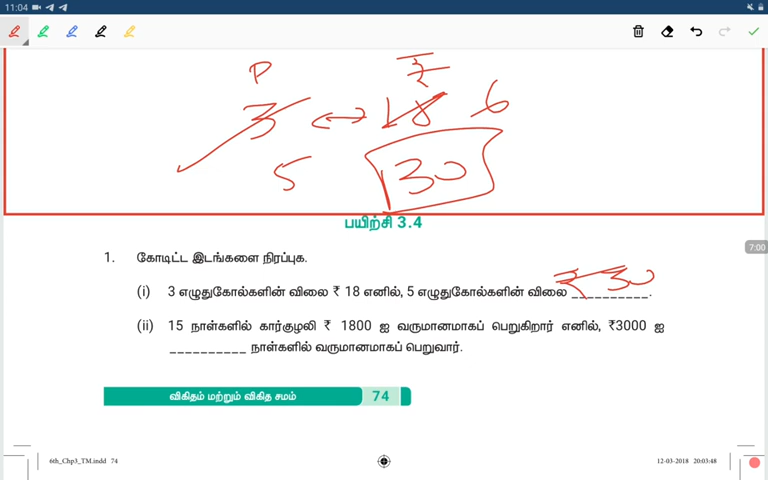 11:04
P ₹
3 ↔ 18 6
5 30
பயிற்சி 3.4
7:00
1. கோடிட்ட இடங்களை நிரப்புக.
(i) 3 எழுதுகோல்களின் விலை ₹ 18 எனில், 5 எழுதுகோல்களின் விலை __________. ₹ 30
(ii) 15 நாள்களில் கார்குழலி ₹ 1800 ஐ வருமானமாகப் பெறுகிறார் எனில், ₹3000 ஐ
__________ நாள்களில் வருமானமாகப் பெறுவார்.
விகிதம் மற்றும் விகித சமம் 74
6th_Chp3_TM.indd 74 12-03-2018 20:03:48